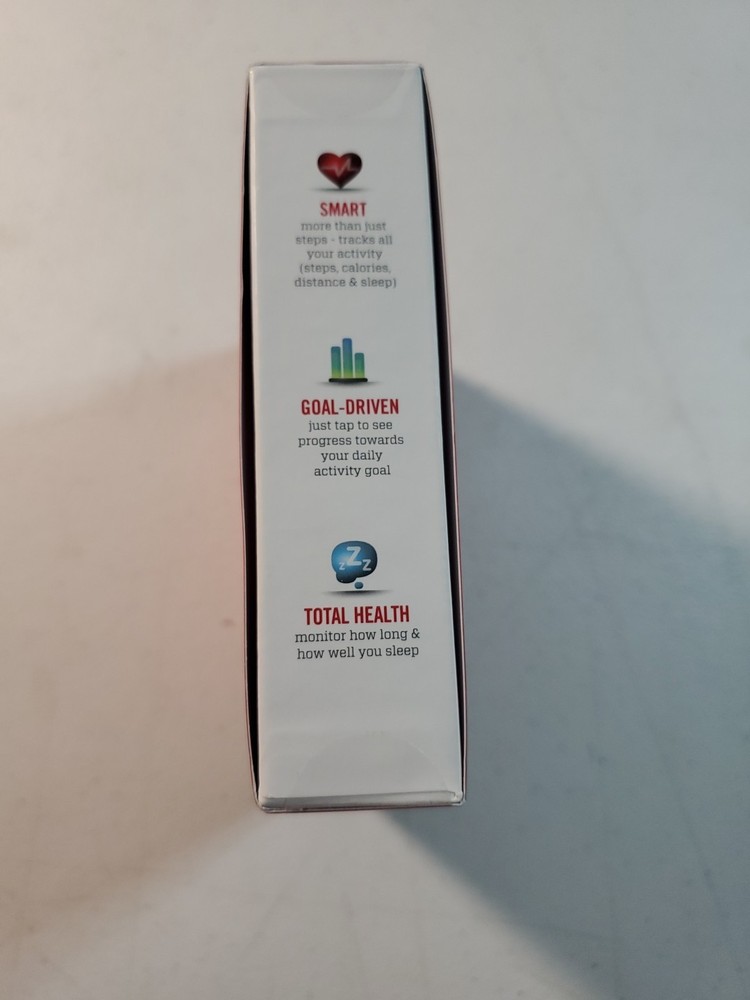 SMART
more than just
steps - tracks all
your activity
(steps, calories,
distance & sleep)
GOAL-DRIVEN
just tap to see
progress towards
your daily
activity goal
zZz
TOTAL HEALTH
monitor how long &
how well you sleep